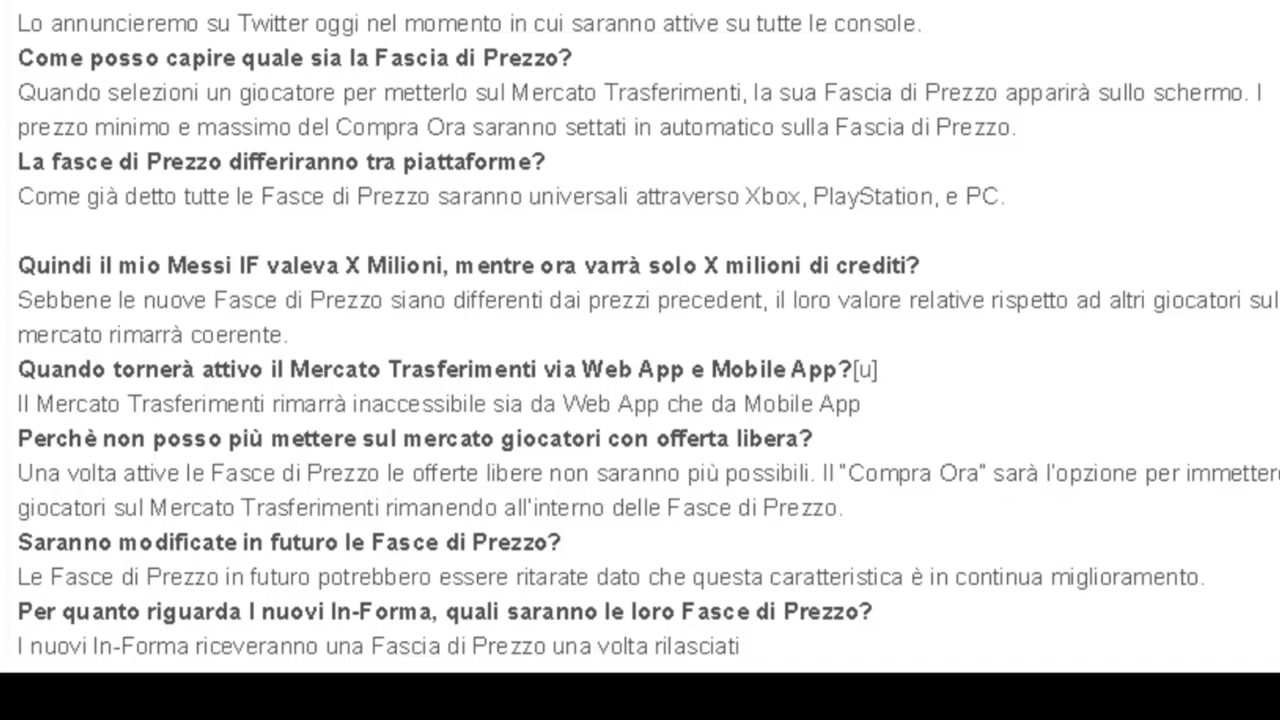 Lo annuncieremo su Twitter oggi nel momento in cui saranno attive su tutte le console.
Come posso capire quale sia la Fascia di Prezzo?
Quando selezioni un giocatore per metterlo sul Mercato Trasferimenti, la sua Fascia di Prezzo apparirà sullo schermo. I
prezzo minimo e massimo del Compra Ora saranno settati in automatico sulla Fascia di Prezzo.
La fasce di Prezzo differiranno tra piattaforme?
Come già detto tutte le Fasce di Prezzo saranno universali attraverso Xbox, PlayStation, e PC.
Quindi il mio Messi IF valeva X Milioni, mentre ora varrà solo X milioni di crediti?
Sebbene le nuove Fasce di Prezzo siano differenti dai prezzi precedent, il loro valore relative rispetto ad altri giocatori sul
mercato rimarrà coerente.
Quando tornerà attivo il Mercato Trasferimenti via Web App e Mobile App?[u]
Il Mercato Trasferimenti rimarrà inaccessibile sia da Web App che da Mobile App
Perchè non posso più mettere sul mercato giocatori con offerta libera?
Una volta attive le Fasce di Prezzo le offerte libere non saranno più possibili. Il "Compra Ora" sarà l'opzione per immettere
giocatori sul Mercato Trasferimenti rimanendo all'interno delle Fasce di Prezzo.
Saranno modificate in futuro le Fasce di Prezzo?
Le Fasce di Prezzo in futuro potrebbero essere ritarate dato che questa caratteristica è in continua miglioramento.
Per quanto riguarda I nuovi In-Forma, quali saranno le loro Fasce di Prezzo?
I nuovi In-Forma riceveranno una Fascia di Prezzo una volta rilasciati